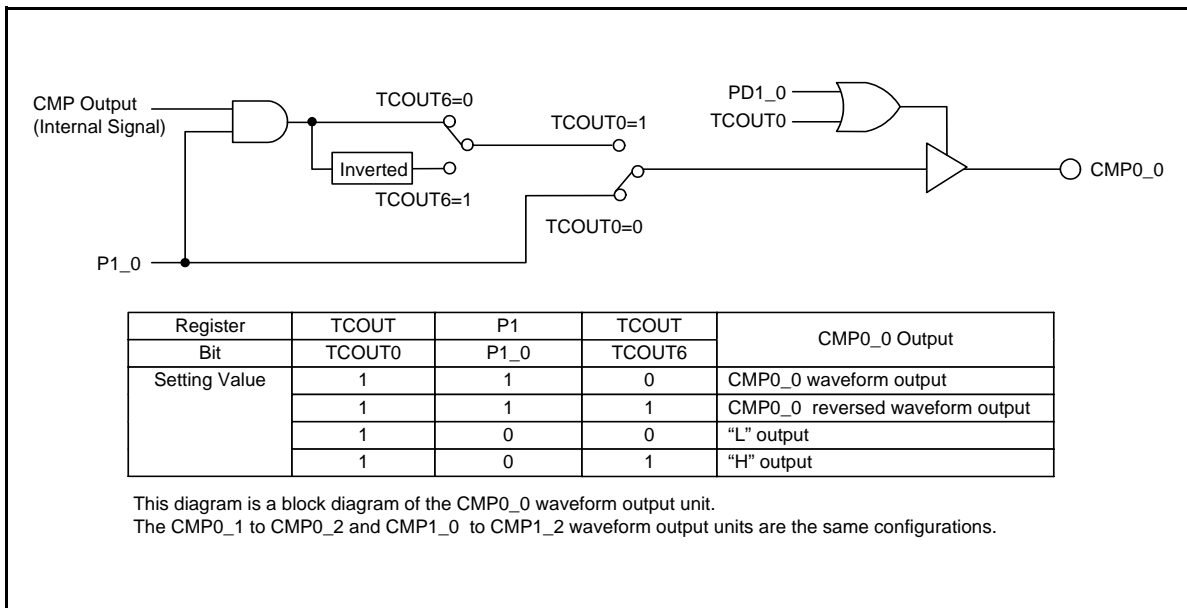 CMP Output
(Internal Signal)
TCOUT6=0
Inverted
TCOUT6=1
TCOUT0=1
TCOUT0=0
PD1_0
TCOUT0
CMP0_0
P1_0
Register TCOUT P1 TCOUT CMP0_0 Output
Bit TCOUT0 P1_0 TCOUT6
Setting Value 1 1 0 CMP0_0 waveform output
1 1 1 CMP0_0 reversed waveform output
1 0 0 “L” output
1 0 1 “H” output
This diagram is a block diagram of the CMP0_0 waveform output unit.
The CMP0_1 to CMP0_2 and CMP1_0 to CMP1_2 waveform output units are the same configurations.